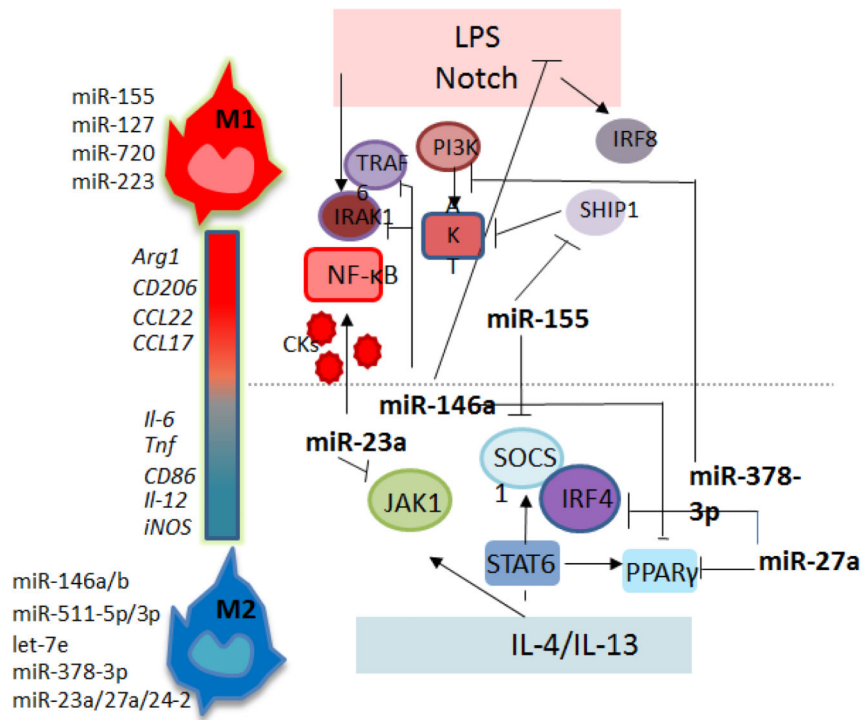 LPS
Notch
miR-155
miR-127
miR-720
miR-223
M1
TRAF
6
IRAK1
PI3K
A
K
T
IRF8
SHIP1
NF-κB
CKs
Arg1
CD206
CCL22
CCL17
miR-155
miR-146a
miR-23a
Il-6
Tnf
CD86
Il-12
iNOS
JAK1
SOCS
1
IRF4
miR-378-
3p
miR-27a
STAT6
PPARγ
IL-4/IL-13
M2
miR-146a/b
miR-511-5p/3p
let-7e
miR-378-3p
miR-23a/27a/24-2